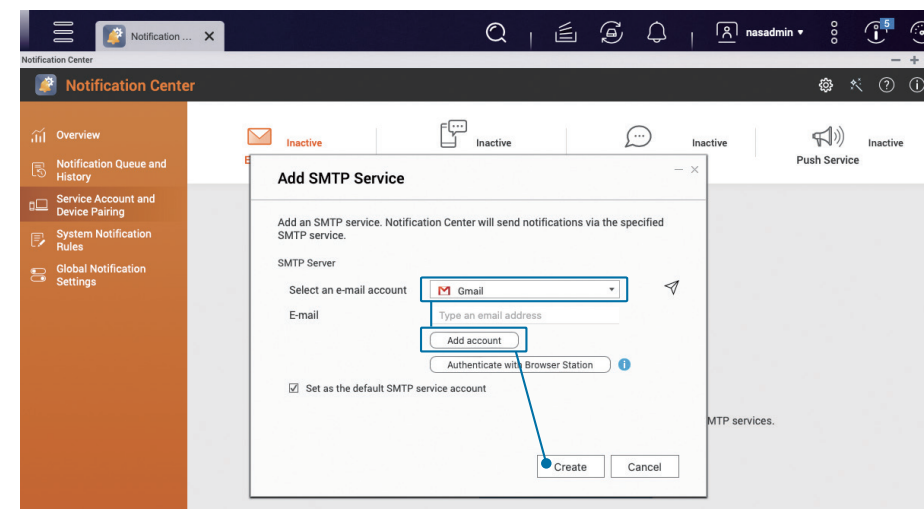 Notification ...
nasadmin
5
Notification Center
Notification Center
Overview
Notification Queue and
History
Service Account and
Device Pairing
System Notification
Rules
Global Notification
Settings
Inactive
Inactive
Inactive
Inactive
Push Service
E
Add SMTP Service
Add an SMTP service. Notification Center will send notifications via the specified
SMTP service.
SMTP Server
Select an e-mail account
Gmail
E-mail
Type an email address
Add account
Authenticate with Browser Station
Set as the default SMTP service account
MTP services.
Create
Cancel